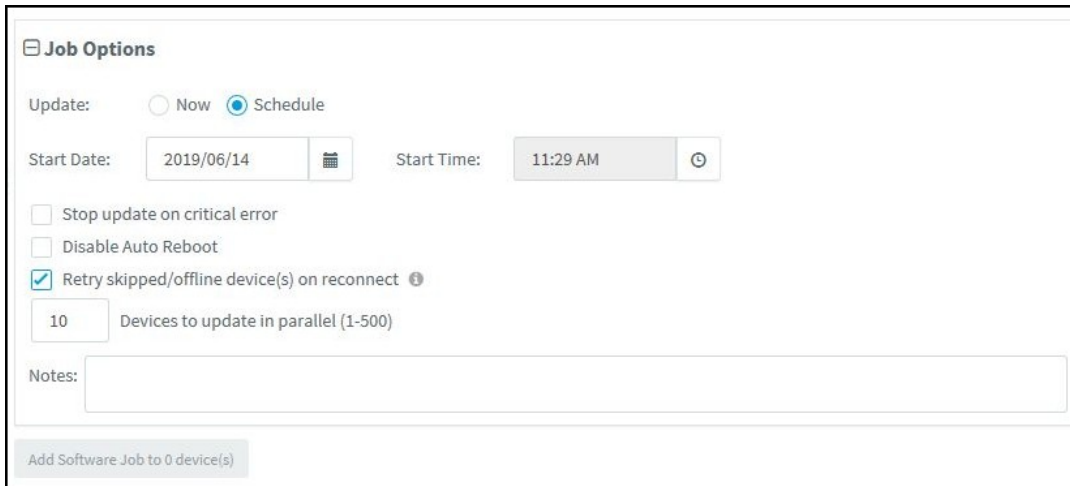 Job Options
Update: Now Schedule
Start Date: 2019/06/14 Start Time: 11:29 AM
Stop update on critical error
Disable Auto Reboot
Retry skipped/offline device(s) on reconnect
10 Devices to update in parallel (1-500)
Notes:
Add Software Job to 0 device(s)